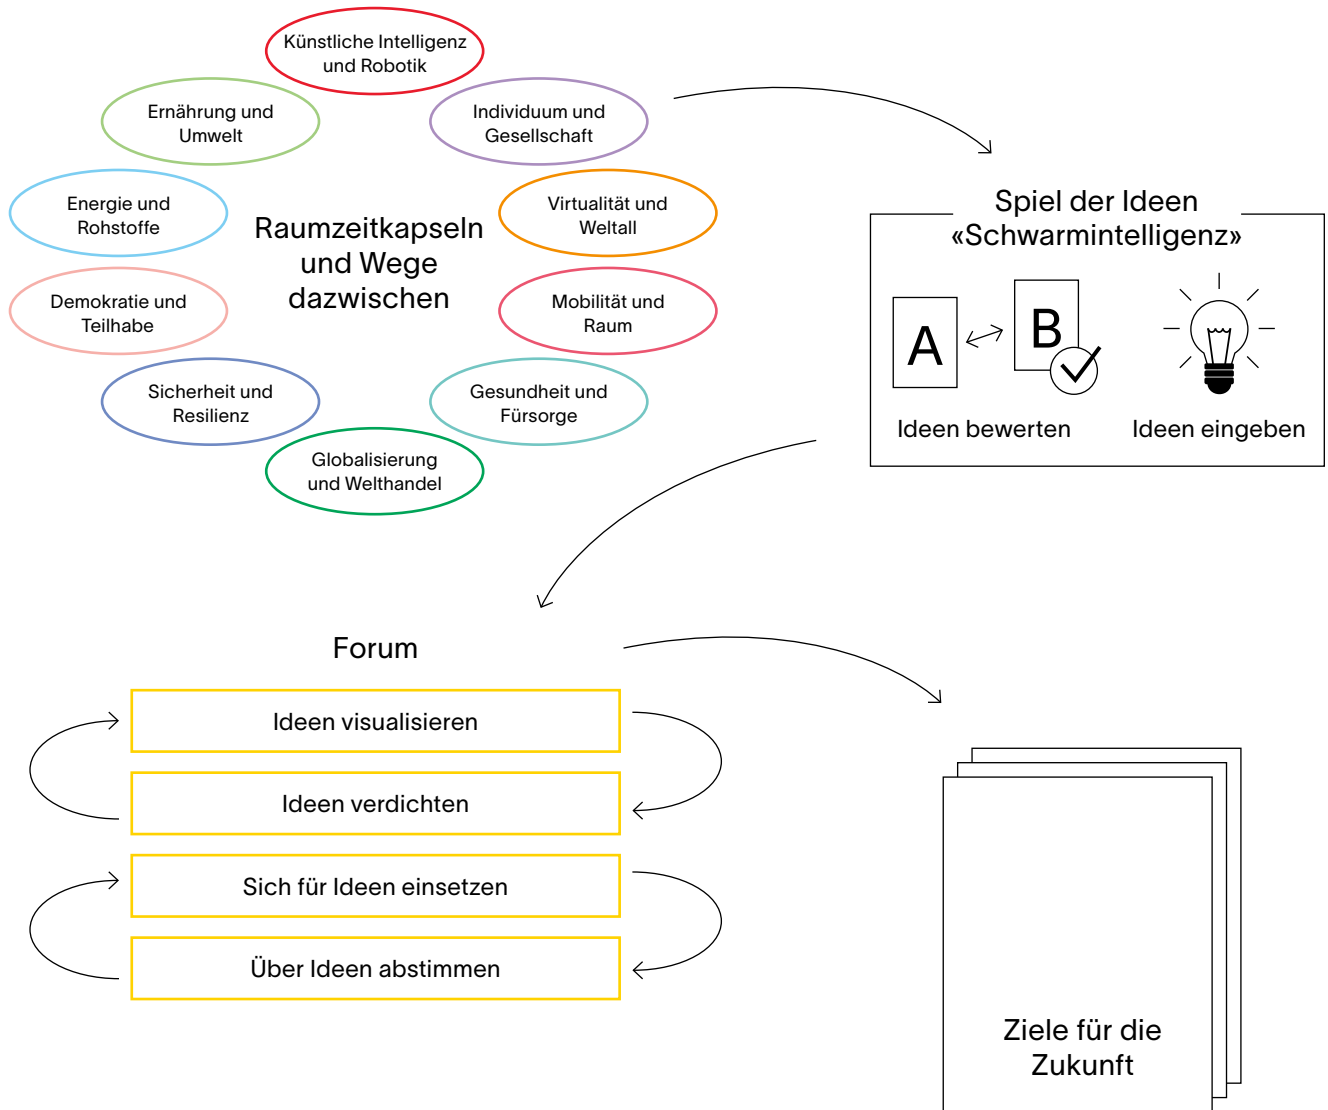 Künstliche Intelligenz
und Robotik
Ernährung und
Umwelt
Individuum und
Gesellschaft
Energie und
Rohstoffe
Virtualität und
Weltall
Raumzeitkapseln
und Wege
dazwischen
Demokratie und
Teilhabe
Mobilität und
Raum
Sicherheit und
Resilienz
Gesundheit und
Fürsorge
Globalisierung
und Welthandel
Spiel der Ideen
«Schwarmintelligenz»
A
B
Ideen bewerten
Ideen eingeben
Forum
Ideen visualisieren
Ideen verdichten
Sich für Ideen einsetzen
Über Ideen abstimmen
Ziele für die
Zukunft